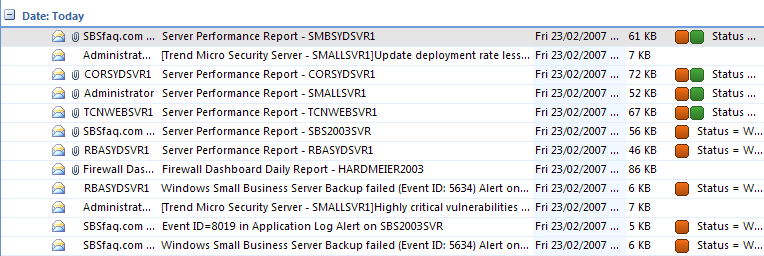 Date: Today
SBSfaq.com ... Server Performance Report - SMBSYDSVR1 Fri 23/02/2007 ... 61 KB Status ...
Administrat... [Trend Micro Security Server - SMALLSVR1]Update deployment rate less... Fri 23/02/2007 ... 7 KB
CORSYDSVR1 Server Performance Report - CORSYDSVR1 Fri 23/02/2007 ... 72 KB Status ...
Administrator Server Performance Report - SMALLSVR1 Fri 23/02/2007 ... 52 KB Status ...
TCNWEBSVR1 Server Performance Report - TCNWEBSVR1 Fri 23/02/2007 ... 67 KB Status ...
SBSfaq.com ... Server Performance Report - SBS2003SVR Fri 23/02/2007 ... 56 KB Status = W...
RBASYDSVR1 Server Performance Report - RBASYDSVR1 Fri 23/02/2007 ... 46 KB Status = W...
Firewall Das... Firewall Dashboard Daily Report - HARDMEIER2003 Fri 23/02/2007 ... 86 KB
RBASYDSVR1 Windows Small Business Server Backup failed (Event ID: 5634) Alert on... Fri 23/02/2007 ... 6 KB Status = W...
Administrat... [Trend Micro Security Server - SMALLSVR1]Highly critical vulnerabilities ... Fri 23/02/2007 ... 7 KB
SBSfaq.com ... Event ID=8019 in Application Log Alert on SBS2003SVR Fri 23/02/2007 ... 5 KB Status = W...
SBSfaq.com ... Windows Small Business Server Backup failed (Event ID: 5634) Alert on... Fri 23/02/2007 ... 6 KB Status = W...